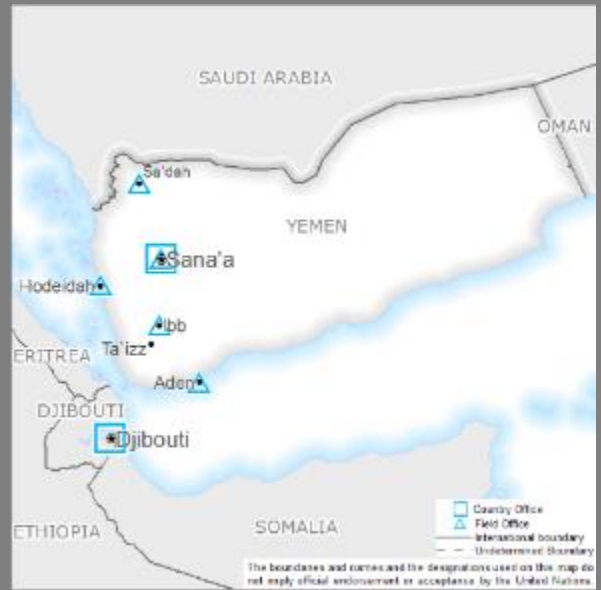 SAUDI ARABIA
OMAN
Sa'dah
YEMEN
Sana'a
Hodeidah
Ibb
Ta'izz
ERITREA
Aden
DJIBOUTI
Djibouti
ETHIOPIA
SOMALIA
Country Office
Field Office
International boundary
Undetermined Boundary
The boundaries and names and the designations used on this map do
not imply official endorsement or acceptance by the United Nations.